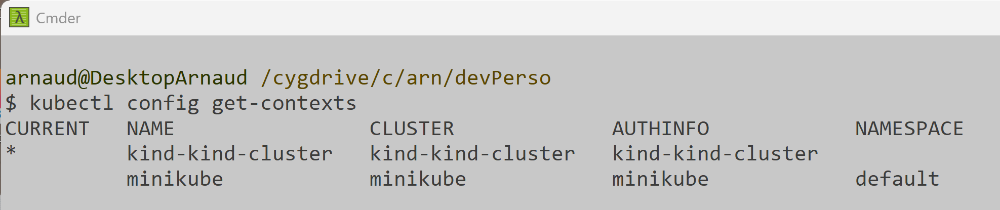 λ Cmder
arnaud@DesktopArnaud /cygdrive/c/arn/devPerso
$ kubectl config get-contexts
CURRENT   NAME                CLUSTER             AUTHINFO            NAMESPACE
*         kind-kind-cluster   kind-kind-cluster   kind-kind-cluster
          minikube            minikube            minikube            default